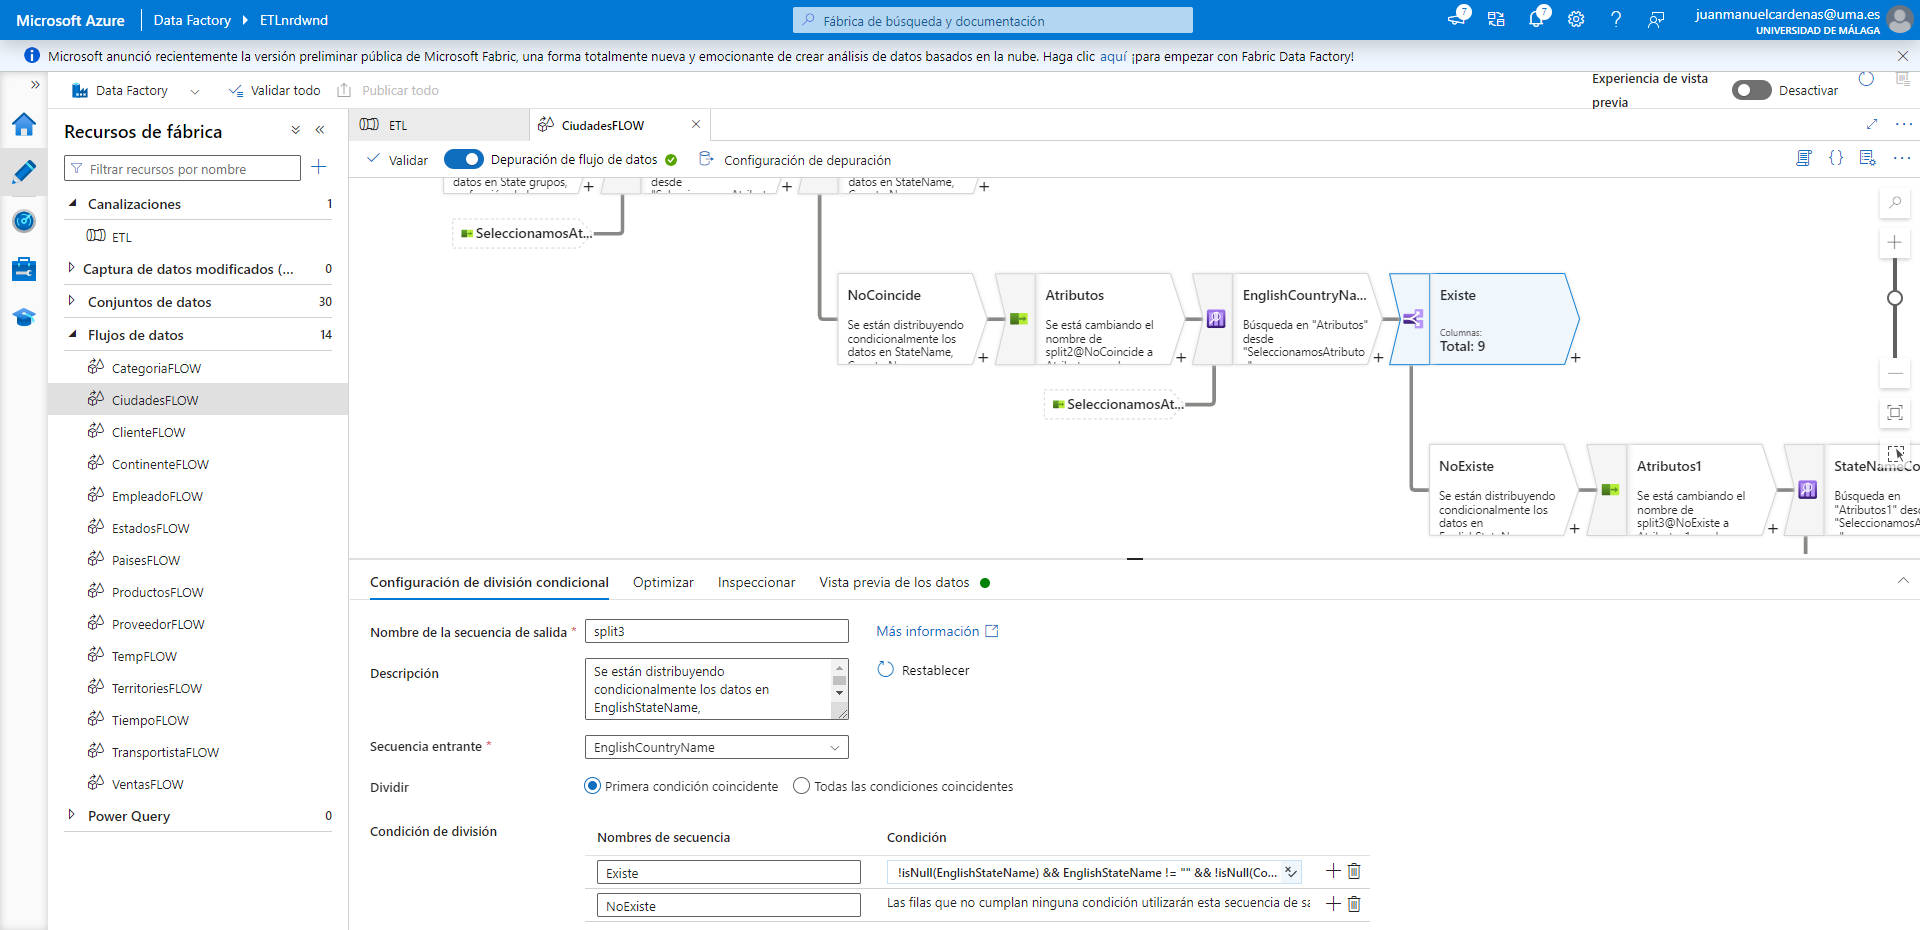 Microsoft Azure
Data Factory
ETLnrdwnd
Fábrica de búsqueda y documentación
7
7
juanmanuelcardenas@uma.es
UNIVERSIDAD DE MÁLAGA
Microsoft anunció recientemente la versión preliminar pública de Microsoft Fabric, una forma totalmente nueva y emocionante de crear análisis de datos basados en la nube. Haga clic aquí ¡para empezar con Fabric Data Factory!
Data Factory
Validar todo
Publicar todo
Experiencia de vista
previa
Desactivar
Recursos de fábrica
Filtrar recursos por nombre
Canalizaciones 1
ETL
Captura de datos modificados (... 0
Conjuntos de datos 30
Flujos de datos 14
CategoriaFLOW
CiudadesFLOW
ClienteFLOW
ContinenteFLOW
EmpleadoFLOW
EstadosFLOW
PaisesFLOW
ProductosFLOW
ProveedorFLOW
TempFLOW
TerritoriesFLOW
TiempoFLOW
TransportistaFLOW
VentasFLOW
Power Query 0
ETL
CiudadesFLOW
Validar
Depuración de flujo de datos
Configuración de depuración
datos en State grupos,
desde
datos en StateName,
SeleccionamosAt...
NoCoincide
Se están distribuyendo
condicionalmente los
datos en StateName,
Atributos
Se está cambiando el
nombre de
split2@NoCoincide a
EnglishCountryNa...
Búsqueda en "Atributos"
desde
"SeleccionamosAtributo
Existe
Columnas:
Total: 9
SeleccionamosAt...
NoExiste
Se están distribuyendo
condicionalmente los
datos en
Atributos1
Se está cambiando el
nombre de
split3@NoExiste a
StateNameCo
Búsqueda en
"Atributos1" desc
"SeleccionamosA
Configuración de división condicional
Optimizar
Inspeccionar
Vista previa de los datos
Nombre de la secuencia de salida *
split3
Más información
Descripción
Se están distribuyendo
condicionalmente los datos en
EnglishStateName,
Restablecer
Secuencia entrante *
EnglishCountryName
Dividir
Primera condición coincidente
Todas las condiciones coincidentes
Condición de división
Nombres de secuencia
Condición
Existe
!isNull(EnglishStateName) && EnglishStateName != "" && !isNull(Co...
NoExiste
Las filas que no cumplan ninguna condición utilizarán esta secuencia de sa